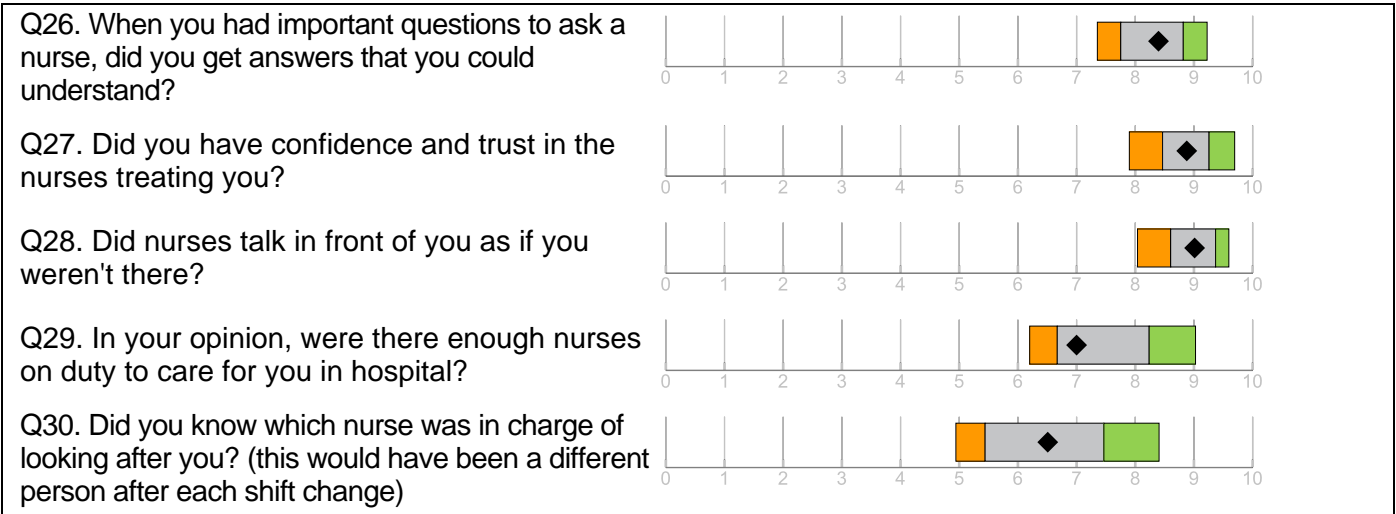 Q26. When you had important questions to ask a
nurse, did you get answers that you could
understand?
0 1 2 3 4 5 6 7 8 9 10
Q27. Did you have confidence and trust in the
nurses treating you?
0 1 2 3 4 5 6 7 8 9 10
Q28. Did nurses talk in front of you as if you
weren't there?
0 1 2 3 4 5 6 7 8 9 10
Q29. In your opinion, were there enough nurses
on duty to care for you in hospital?
0 1 2 3 4 5 6 7 8 9 10
Q30. Did you know which nurse was in charge of
looking after you? (this would have been a different
person after each shift change)
0 1 2 3 4 5 6 7 8 9 10